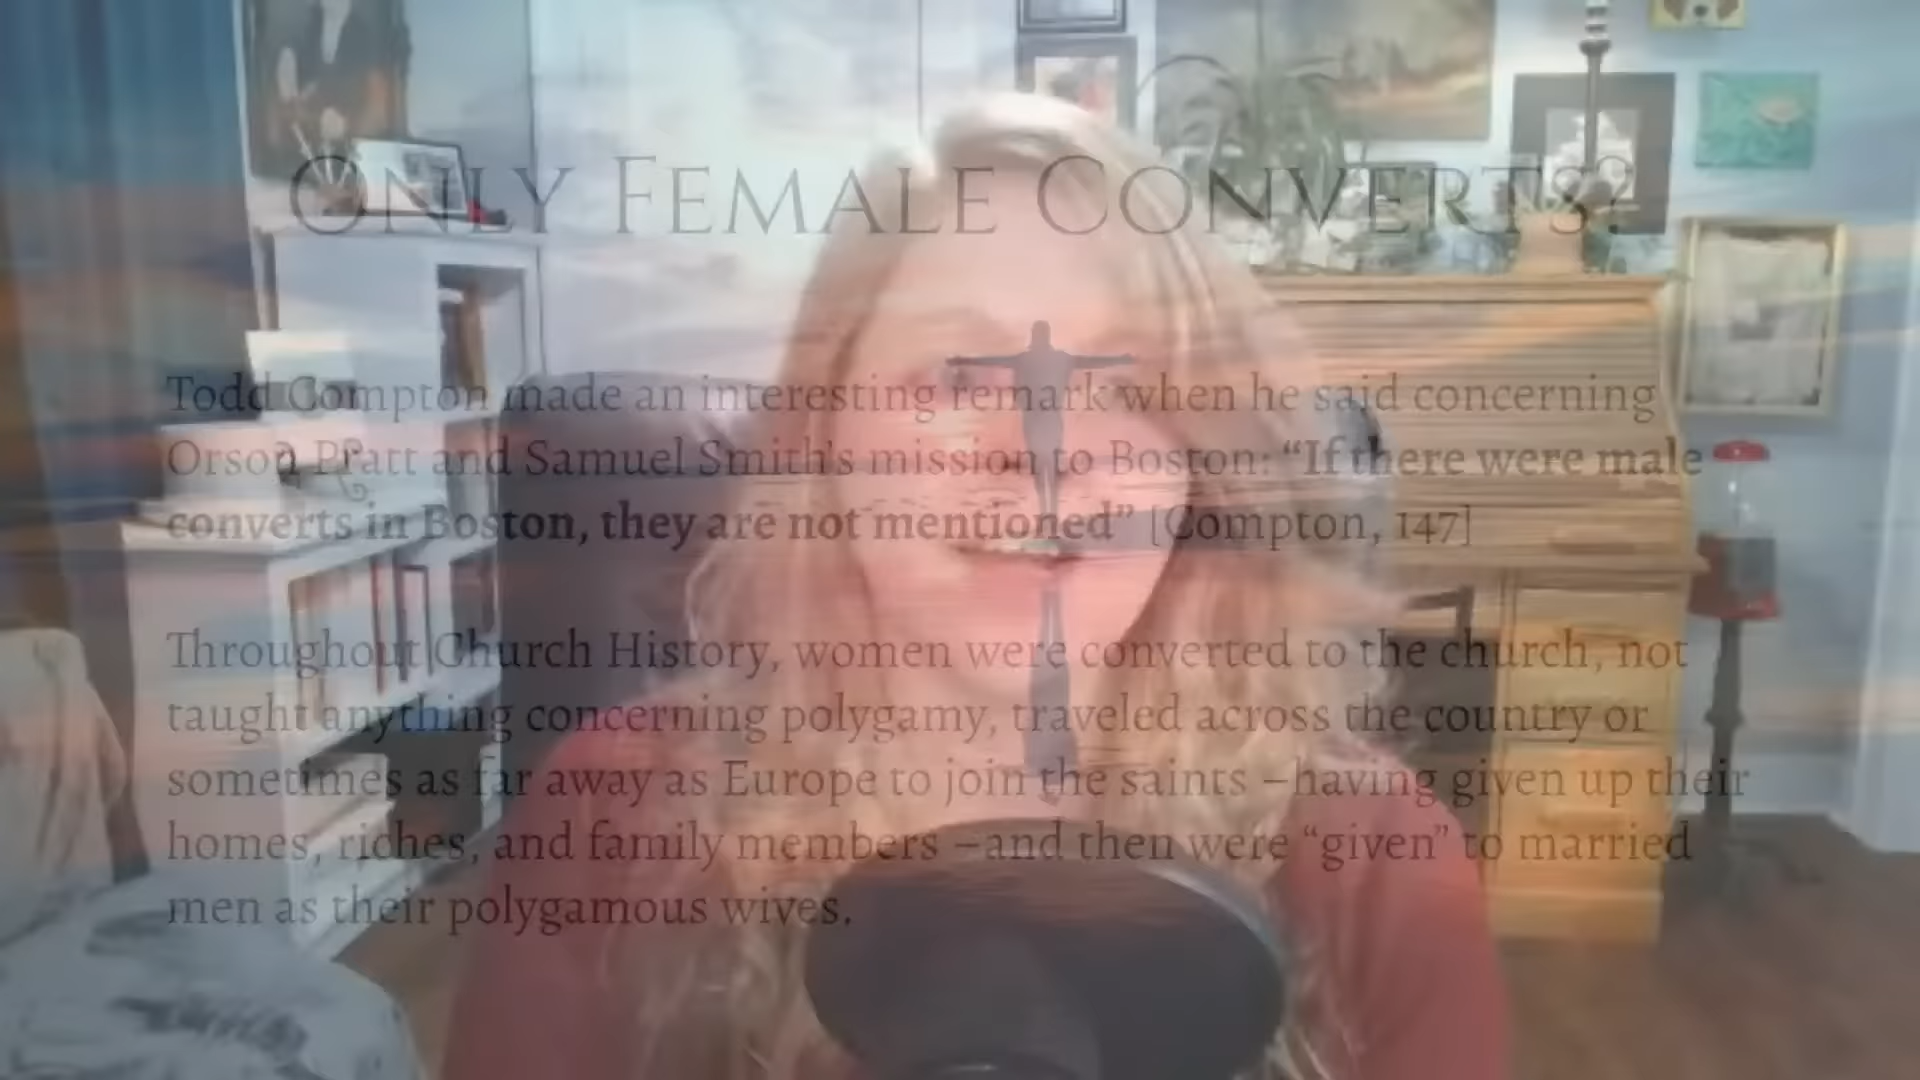 Only Female Converts?
Todd Compton made an interesting remark when he said concerning
Orson Pratt and Samuel Smith's mission to Boston: “If there were male
converts in Boston, they are not mentioned” [Compton, 147]
Throughout Church History, women were converted to the church, not
taught anything concerning polygamy, traveled across the country or
sometimes as far away as Europe to join the saints –having given up their
homes, riches, and family members –and then were “given” to married
men as their polygamous wives.